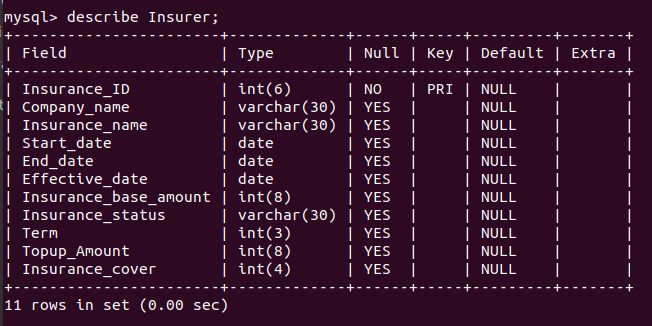 mysql> describe Insurer;
+-----------------------+-------------+------+-----+---------+-------+
| Field                 | Type        | Null | Key | Default | Extra |
+-----------------------+-------------+------+-----+---------+-------+
| Insurance_ID          | int(6)      | NO   | PRI | NULL    |       |
| Company_name          | varchar(30) | YES  |     | NULL    |       |
| Insurance_name        | varchar(30) | YES  |     | NULL    |       |
| Start_date            | date        | YES  |     | NULL    |       |
| End_date              | date        | YES  |     | NULL    |       |
| Effective_date        | date        | YES  |     | NULL    |       |
| Insurance_base_amount | int(8)      | YES  |     | NULL    |       |
| Insurance_status      | varchar(30) | YES  |     | NULL    |       |
| Term                  | int(3)      | YES  |     | NULL    |       |
| Topup_Amount          | int(8)      | YES  |     | NULL    |       |
| Insurance_cover       | int(4)      | YES  |     | NULL    |       |
+-----------------------+-------------+------+-----+---------+-------+
11 rows in set (0.00 sec)